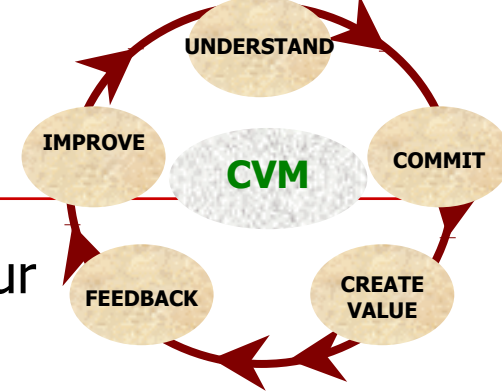 UNDERSTAND
IMPROVE
CVM
COMMIT
ur
FEEDBACK
CREATE
VALUE